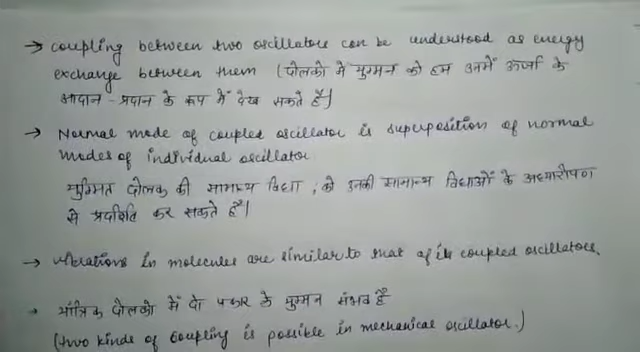 → coupling between two oscillators can be understood as energy
exchange between them (दोलको में युग्मन को हम उनमें ऊर्जा के
आदान - प्रदान के रूप में देख सकते हैं)
→ Normal mode of coupled oscillator is superposition of normal
modes of individual oscillator
युग्मित दोलक की सामान्य विधा, को उनकी सामान्य विधाओं के अध्यारोपण
से प्रदर्शित कर सकते हैं।
→ vibrations in molecules are similar to that of coupled oscillators.
→ यांत्रिक दोलको में दो प्रकार के युग्मन संभव हैं
(two kinds of coupling is possible in mechanical oscillator.)